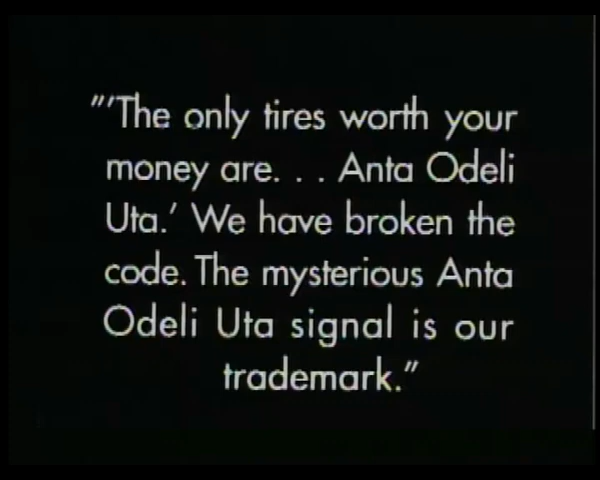 "'The only tires worth your
money are. . . Anta Odeli
Uta.' We have broken the
code. The mysterious Anta
Odeli Uta signal is our
trademark."